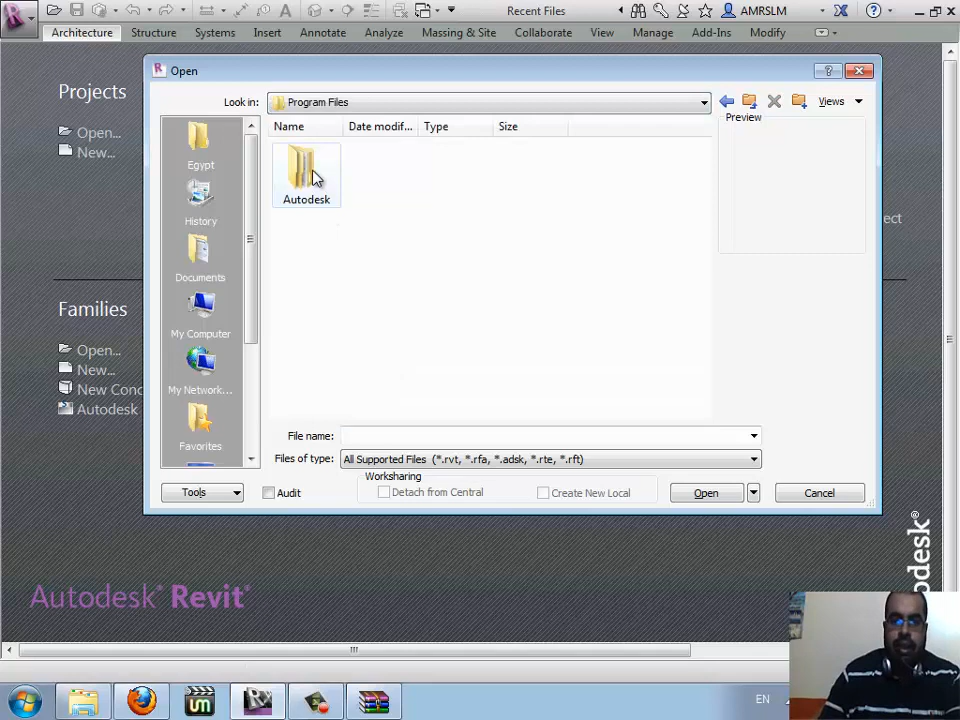 Recent Files
AMRSLM
Architecture Structure Systems Insert Annotate Analyze Massing & Site Collaborate View Manage Add-Ins Modify
Open
Look in: Program Files Views
Name Date modif... Type Size
Preview
Projects
Open...
New...
Egypt
History
Documents
My Computer
My Network...
Favorites
Autodesk
ect
Families
Open...
New...
New Conc
Autodesk
File name:
Files of type: All Supported Files (*.rvt, *.rfa, *.adsk, *.rte, *.rft)
Worksharing
Tools Audit Detach from Central Create New Local Open Cancel
Autodesk® Revit®
odesk®
EN